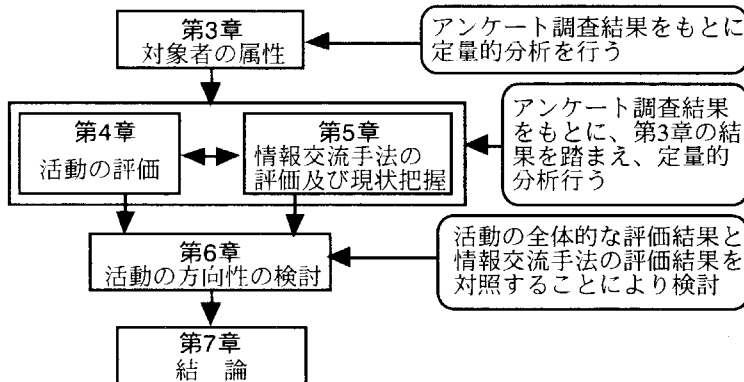 第3章
対象者の属性
アンケート調査結果をもとに
定量的分析を行う
第4章
活動の評価
第5章
情報交流手法の
評価及び現状把握
アンケート調査結果
をもとに、第3章の結
果を踏まえ、定量的
分析行う
第6章
活動の方向性の検討
活動の全体的な評価結果と
情報交流手法の評価結果を
対照することにより検討
第7章
結 論